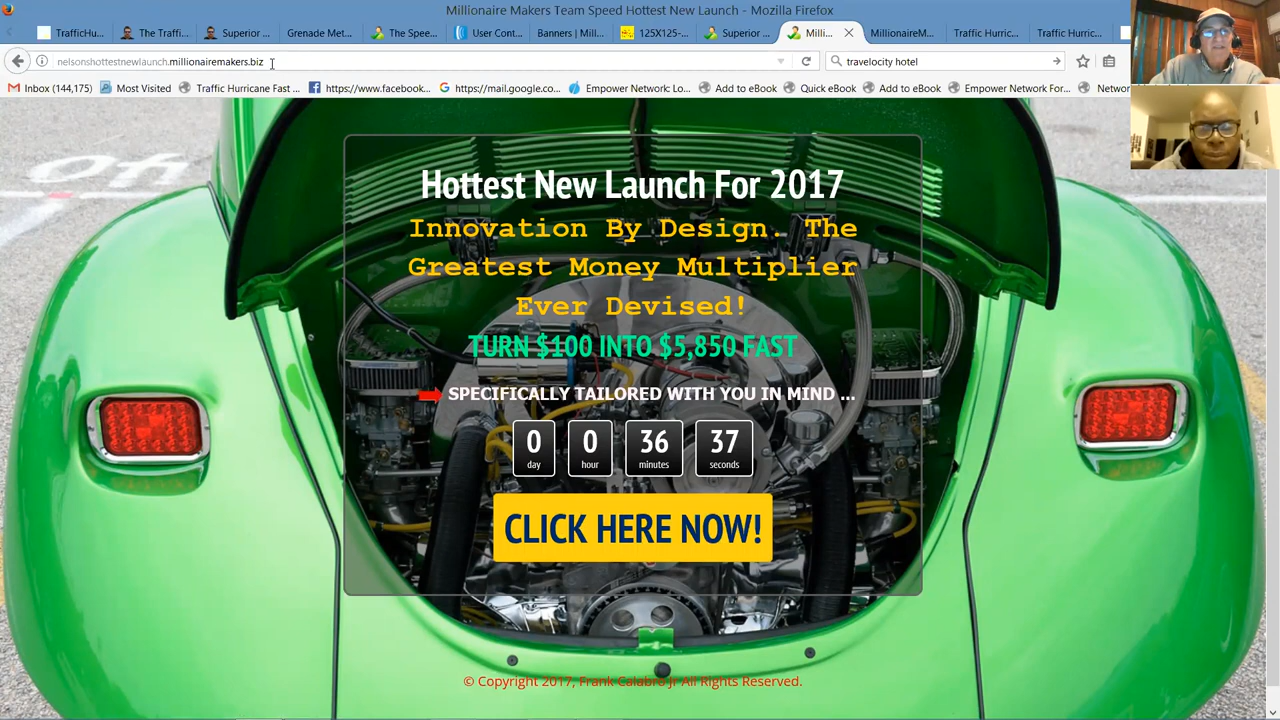 Millionaire Makers Team Speed Hottest New Launch - Mozilla Firefox
TrafficHu...
The Traffi...
Superior ...
Grenade Met...
The Spee...
User Cont...
Banners | Mill...
125X125-...
Superior ...
Milli...
MillionaireM...
Traffic Hurric...
Traffic Hurric...
nelsonshottestnewlaunch.millionairemakers.biz
travelocity hotel
Inbox (144,175)
Most Visited
Traffic Hurricane Fast ...
https://www.facebook...
https://mail.google.co...
Empower Network: Lo...
Add to eBook
Quick eBook
Add to eBook
Empower Network For...
Netwo
Hottest New Launch For 2017
Innovation By Design. The
Greatest Money Multiplier
Ever Devised!
TURN $100 INTO $5,850 FAST
SPECIFICALLY TAILORED WITH YOU IN MIND ...
0 0 36 37
day hour minutes seconds
CLICK HERE NOW!
© Copyright 2017, Frank Calabro Jr All Rights Reserved.